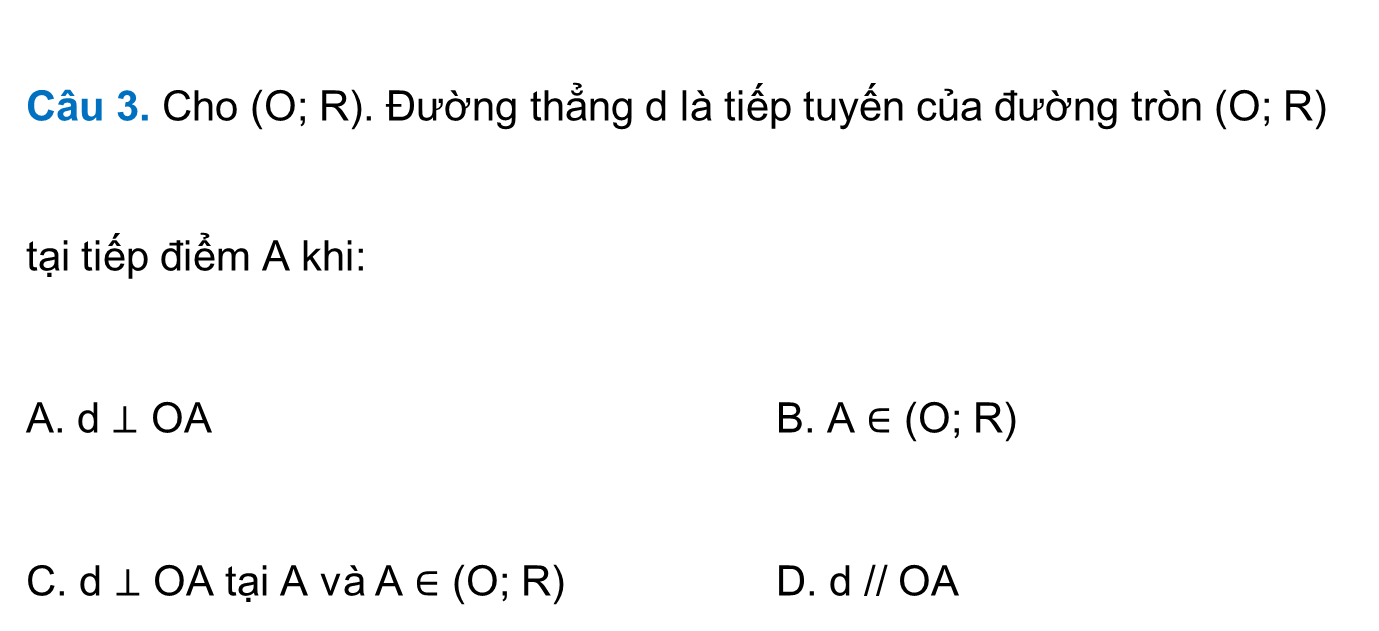 Câu 3. Cho (O; R). Đường thẳng d là tiếp tuyến của đường tròn (O; R)
tại tiếp điểm A khi:
A. d ⊥ OA B. A ∈ (O; R)
C. d ⊥ OA tại A và A ∈ (O; R) D. d // OA